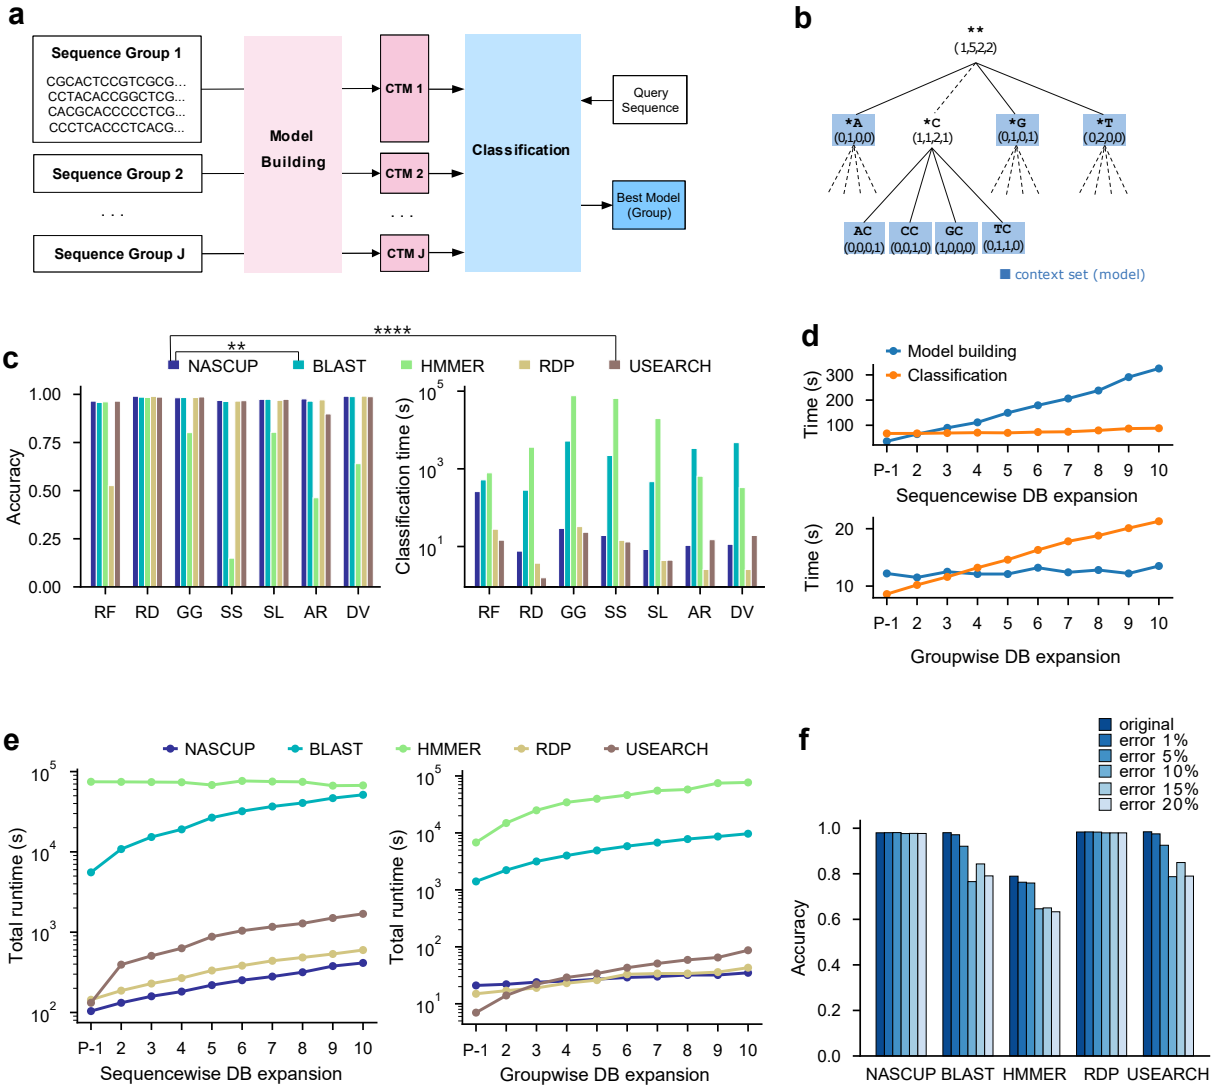 a
Sequence Group 1
CGCACTCCGTCGCG...
CCTACACCGGCTCG...
CACGCACCCCCTCG...
CCCTCACCCTCACG...
Sequence Group 2
. . .
Sequence Group J
Model
Building
CTM 1
CTM 2
. . .
CTM J
Classification
Query
Sequence
Best Model
(Group)
b
**
(1,5,2,2)
*A
(0,1,0,0)
*C
(1,1,2,1)
*G
(0,1,0,1)
*T
(0,2,0,0)
AC
(0,0,0,1)
CC
(0,0,1,0)
GC
(1,0,0,0)
TC
(0,1,1,0)
context set (model)
c
****
**
NASCUP BLAST HMMER RDP USEARCH
Accuracy
1.00
0.75
0.50
0.25
0.00
RF RD GG SS SL AR DV
Classification time (s)
10^5
10^3
10^1
RF RD GG SS SL AR DV
d
Model building
Classification
Time (s)
300
200
100
P-1 2 3 4 5 6 7 8 9 10
Sequencewise DB expansion
Time (s)
20
10
P-1 2 3 4 5 6 7 8 9 10
Groupwise DB expansion
e
NASCUP BLAST HMMER RDP USEARCH
Total runtime (s)
10^5
10^4
10^3
10^2
P-1 2 3 4 5 6 7 8 9 10
Sequencewise DB expansion
Total runtime (s)
10^5
10^4
10^3
10^2
10^1
P-1 2 3 4 5 6 7 8 9 10
Groupwise DB expansion
f
original
error 1%
error 5%
error 10%
error 15%
error 20%
Accuracy
1.0
0.8
0.6
0.4
0.2
0.0
NASCUP BLAST HMMER RDP USEARCH